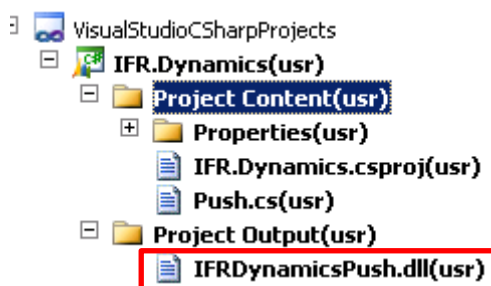 VisualStudioCSharpProjects
IFR.Dynamics(usr)
Project Content(usr)
Properties(usr)
IFR.Dynamics.csproj(usr)
Push.cs(usr)
Project Output(usr)
IFRDynamicsPush.dll(usr)